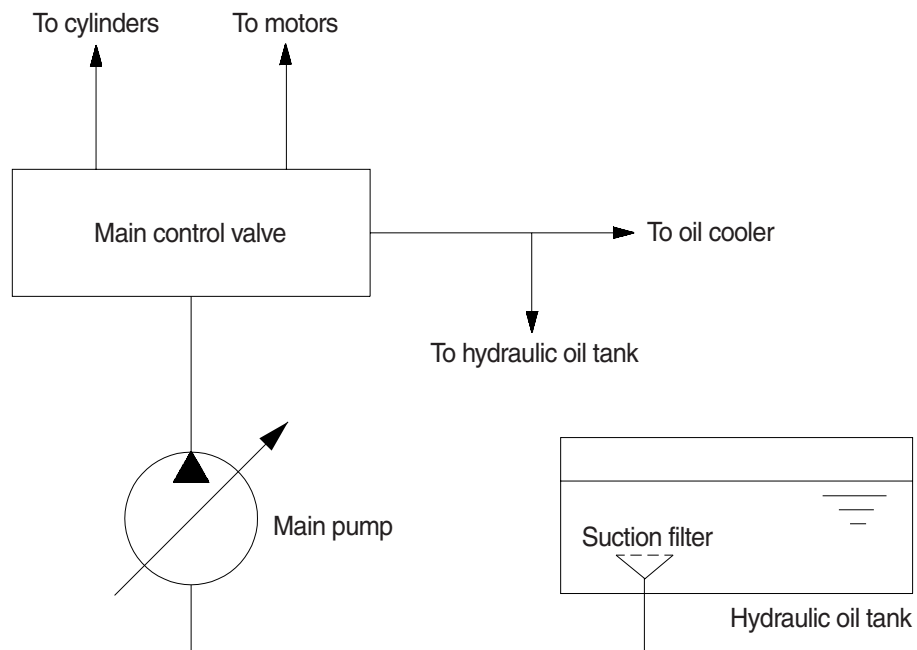 To cylinders
To motors
Main control valve
To oil cooler
To hydraulic oil tank
Main pump
Suction filter
Hydraulic oil tank